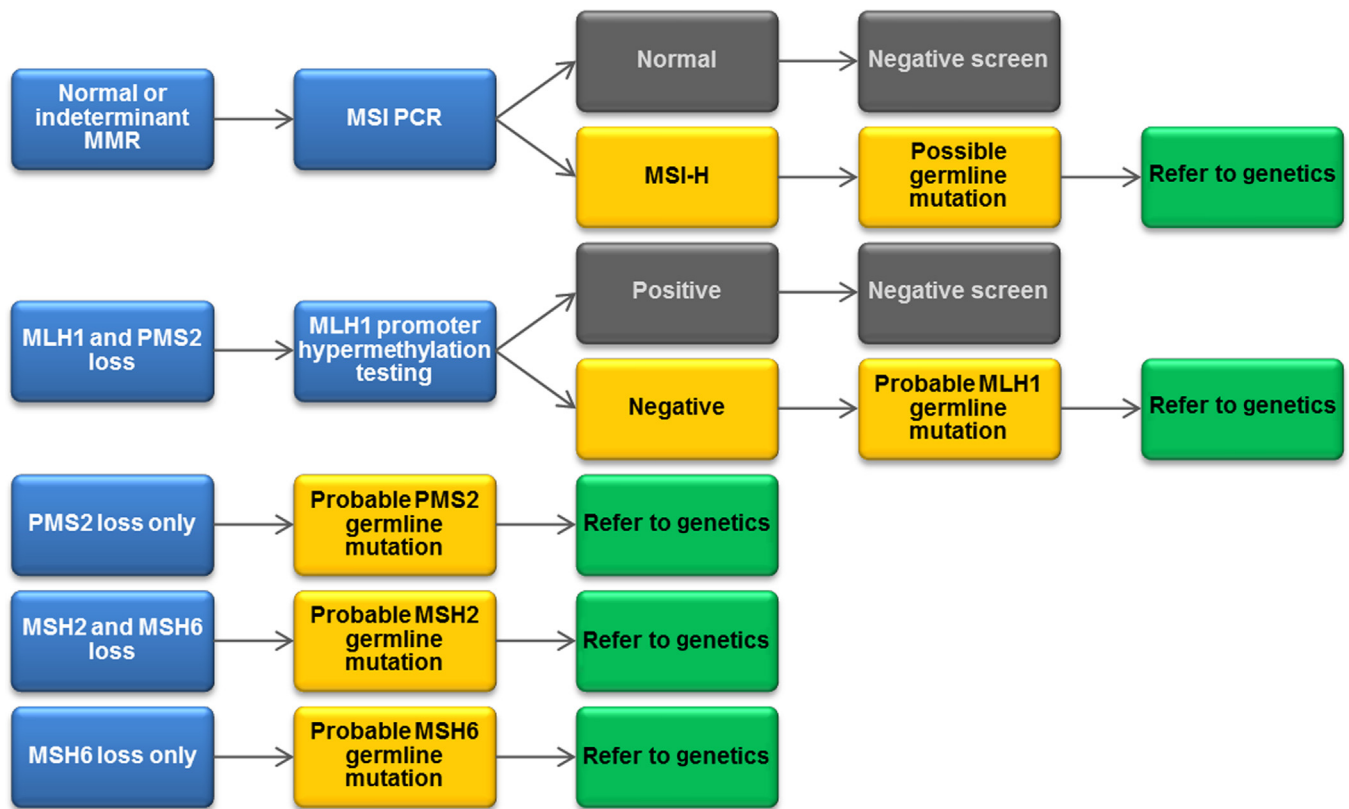 Normal
Negative screen
Normal or
indeterminant
MMR
MSI PCR
MSI-H
Possible
germline
mutation
Refer to genetics
Positive
Negative screen
MLH1 and PMS2
loss
MLH1 promoter
hypermethylation
testing
Negative
Probable MLH1
germline
mutation
Refer to genetics
PMS2 loss only
Probable PMS2
germline
mutation
Refer to genetics
MSH2 and MSH6
loss
Probable MSH2
germline
mutation
Refer to genetics
MSH6 loss only
Probable MSH6
germline
mutation
Refer to genetics